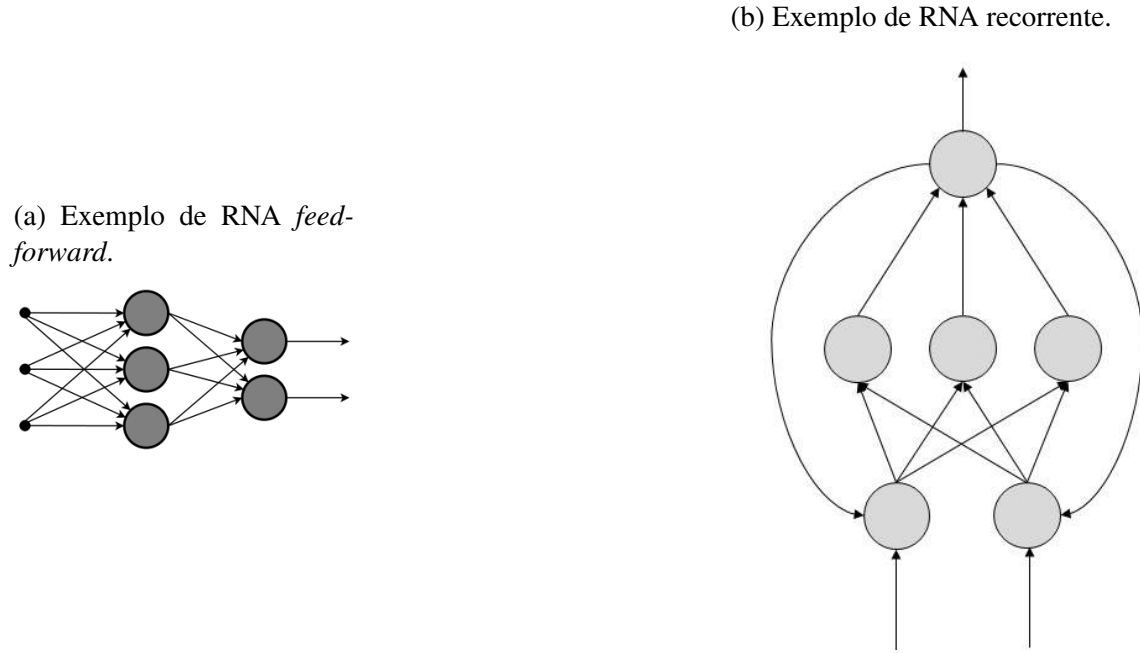 (b) Exemplo de RNA recorrente.
(a) Exemplo de RNA feed-
forward.